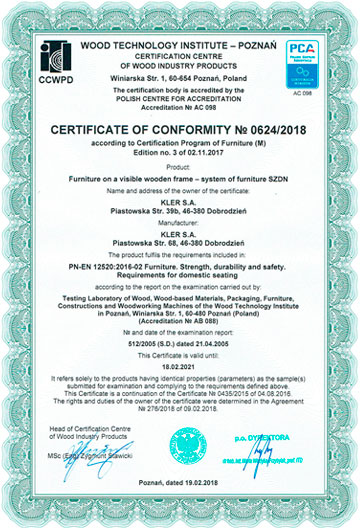 WOOD TECHNOLOGY INSTITUTE – POZNAŃ
CERTIFICATION CENTRE
OF WOOD INDUSTRY PRODUCTS
Winiarska Str. 1, 60-654 Poznań, Poland
CCWPD
PCA
AC 098
The certification body is accredited by the
POLISH CENTRE FOR ACCREDITATION
Accreditation № AC 098
CERTIFICATE OF CONFORMITY № 0624/2018
according to Certification Program of Furniture (M)
Edition no. 3 of 02.11.2017
Product:
Furniture on a visible wooden frame – system of furniture SZDN
Name and address of the owner of the certificate:
KLER S.A.
Piastowska Str. 39b, 46-380 Dobrodzień
Manufacturer:
KLER S.A.
Piastowska Str. 68, 46-380 Dobrodzień
The product fulfils the requirements included in:
PN-EN 12520:2016-02 Furniture. Strength, durability and safety.
Requirements for domestic seating
according to the report on the examination carried out by:
Testing Laboratory of Wood, Wood-based Materials, Packaging, Furniture,
Constructions and Woodworking Machines of the Wood Technology Institute
in Poznań, Winiarska Str. 1, 60-480 Poznań (Poland)
(Accreditation № AB 088)
№ and date of the examination report:
512/2005 (S.D.) dated 21.04.2005
This Certificate is valid until:
18.02.2021
It refers solely to the products having identical properties (parameters) as the sample(s)
submitted for examination and complying to the requirements defined above.
This Certificate is a continuation of the Certificate № 0435/2015 of 04.08.2016
The rights and duties of the owner of the certificate were determined in the Agreement
№ 276/2018 of 09.02.2018.
Head of Certification Centre
of Wood Industry Products
MSc (Eng) Zygmunt Sławicki
p.o. DYREKTORA
Poznań, dated 19.02.2018